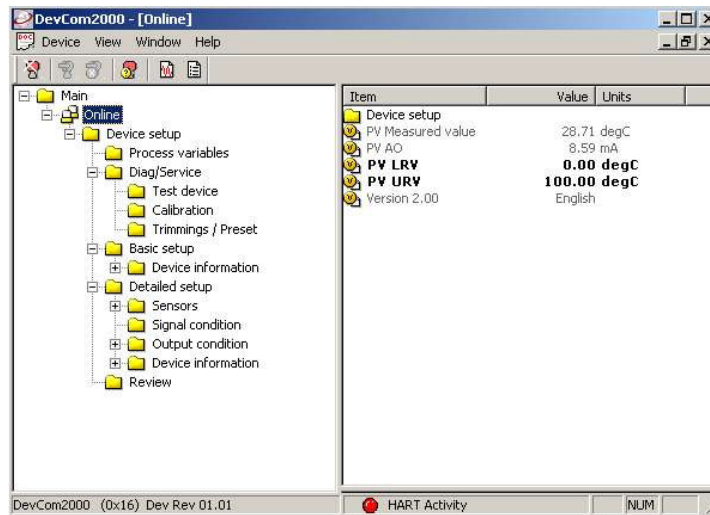 DevCom2000 - [Online]
Device View Window Help
Main
Online
Device setup
Process variables
Diag/Service
Test device
Calibration
Trimmings / Preset
Basic setup
Device information
Detailed setup
Sensors
Signal condition
Output condition
Device information
Review
Item Value Units
Device setup
PV Measured value 28.71 degC
PV AO 8.59 mA
PV LRV 0.00 degC
PV URV 100.00 degC
Version 2.00 English
DevCom2000 (0x16) Dev Rev 01.01
HART Activity
NUM